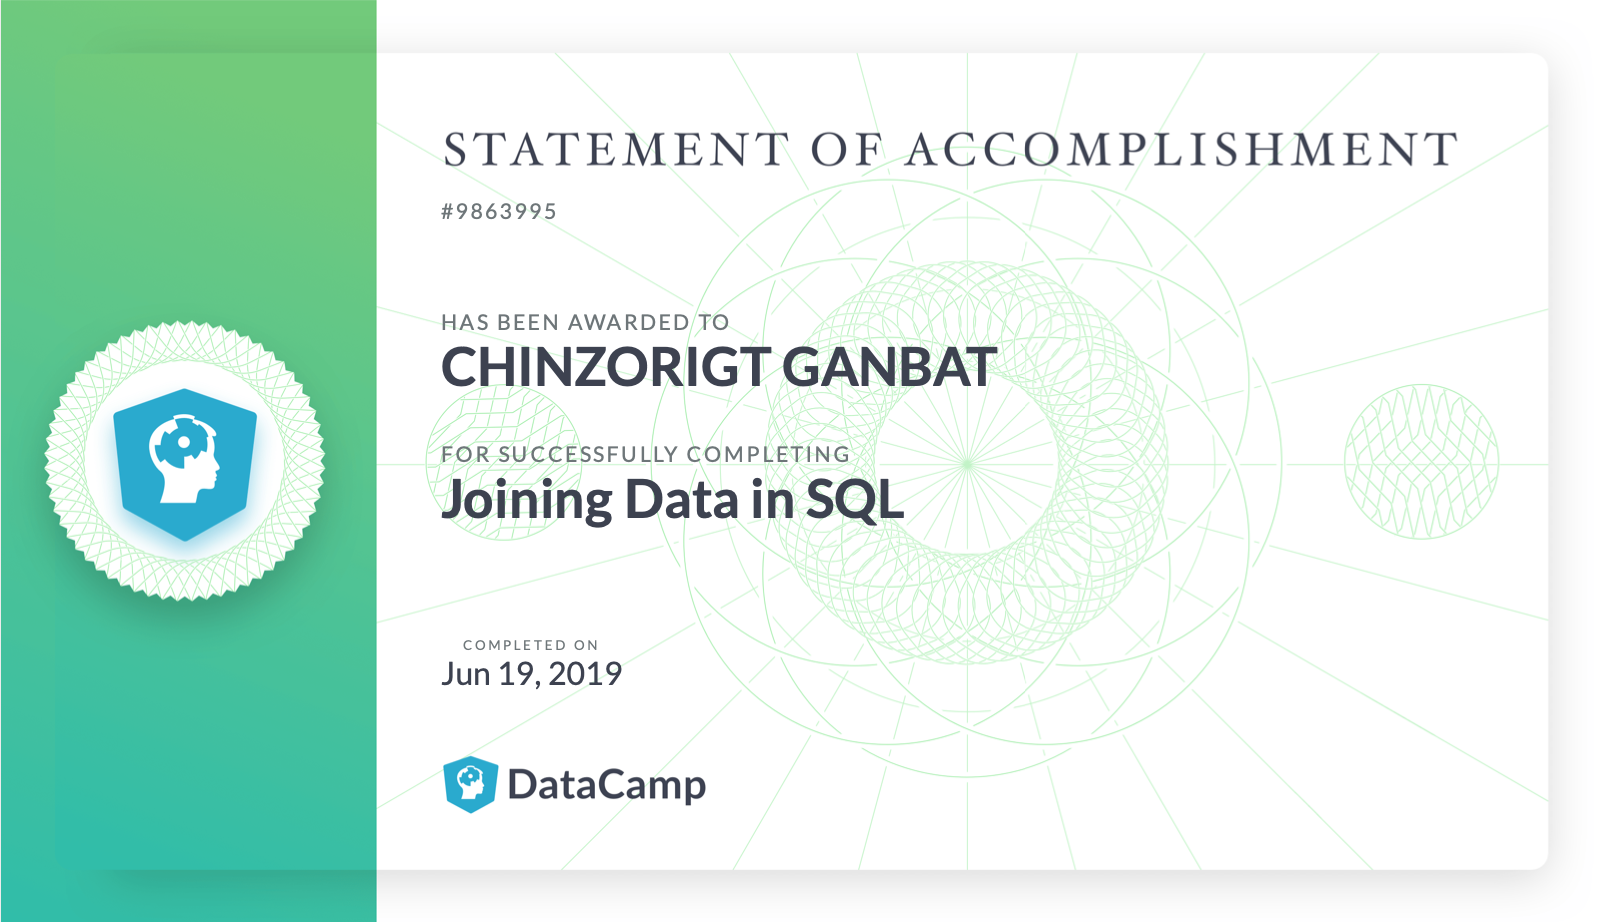 STATEMENT OF ACCOMPLISHMENT
#9863995
HAS BEEN AWARDED TO
CHINZORIGT GANBAT
FOR SUCCESSFULLY COMPLETING
Joining Data in SQL
COMPLETED ON
Jun 19, 2019
DataCamp